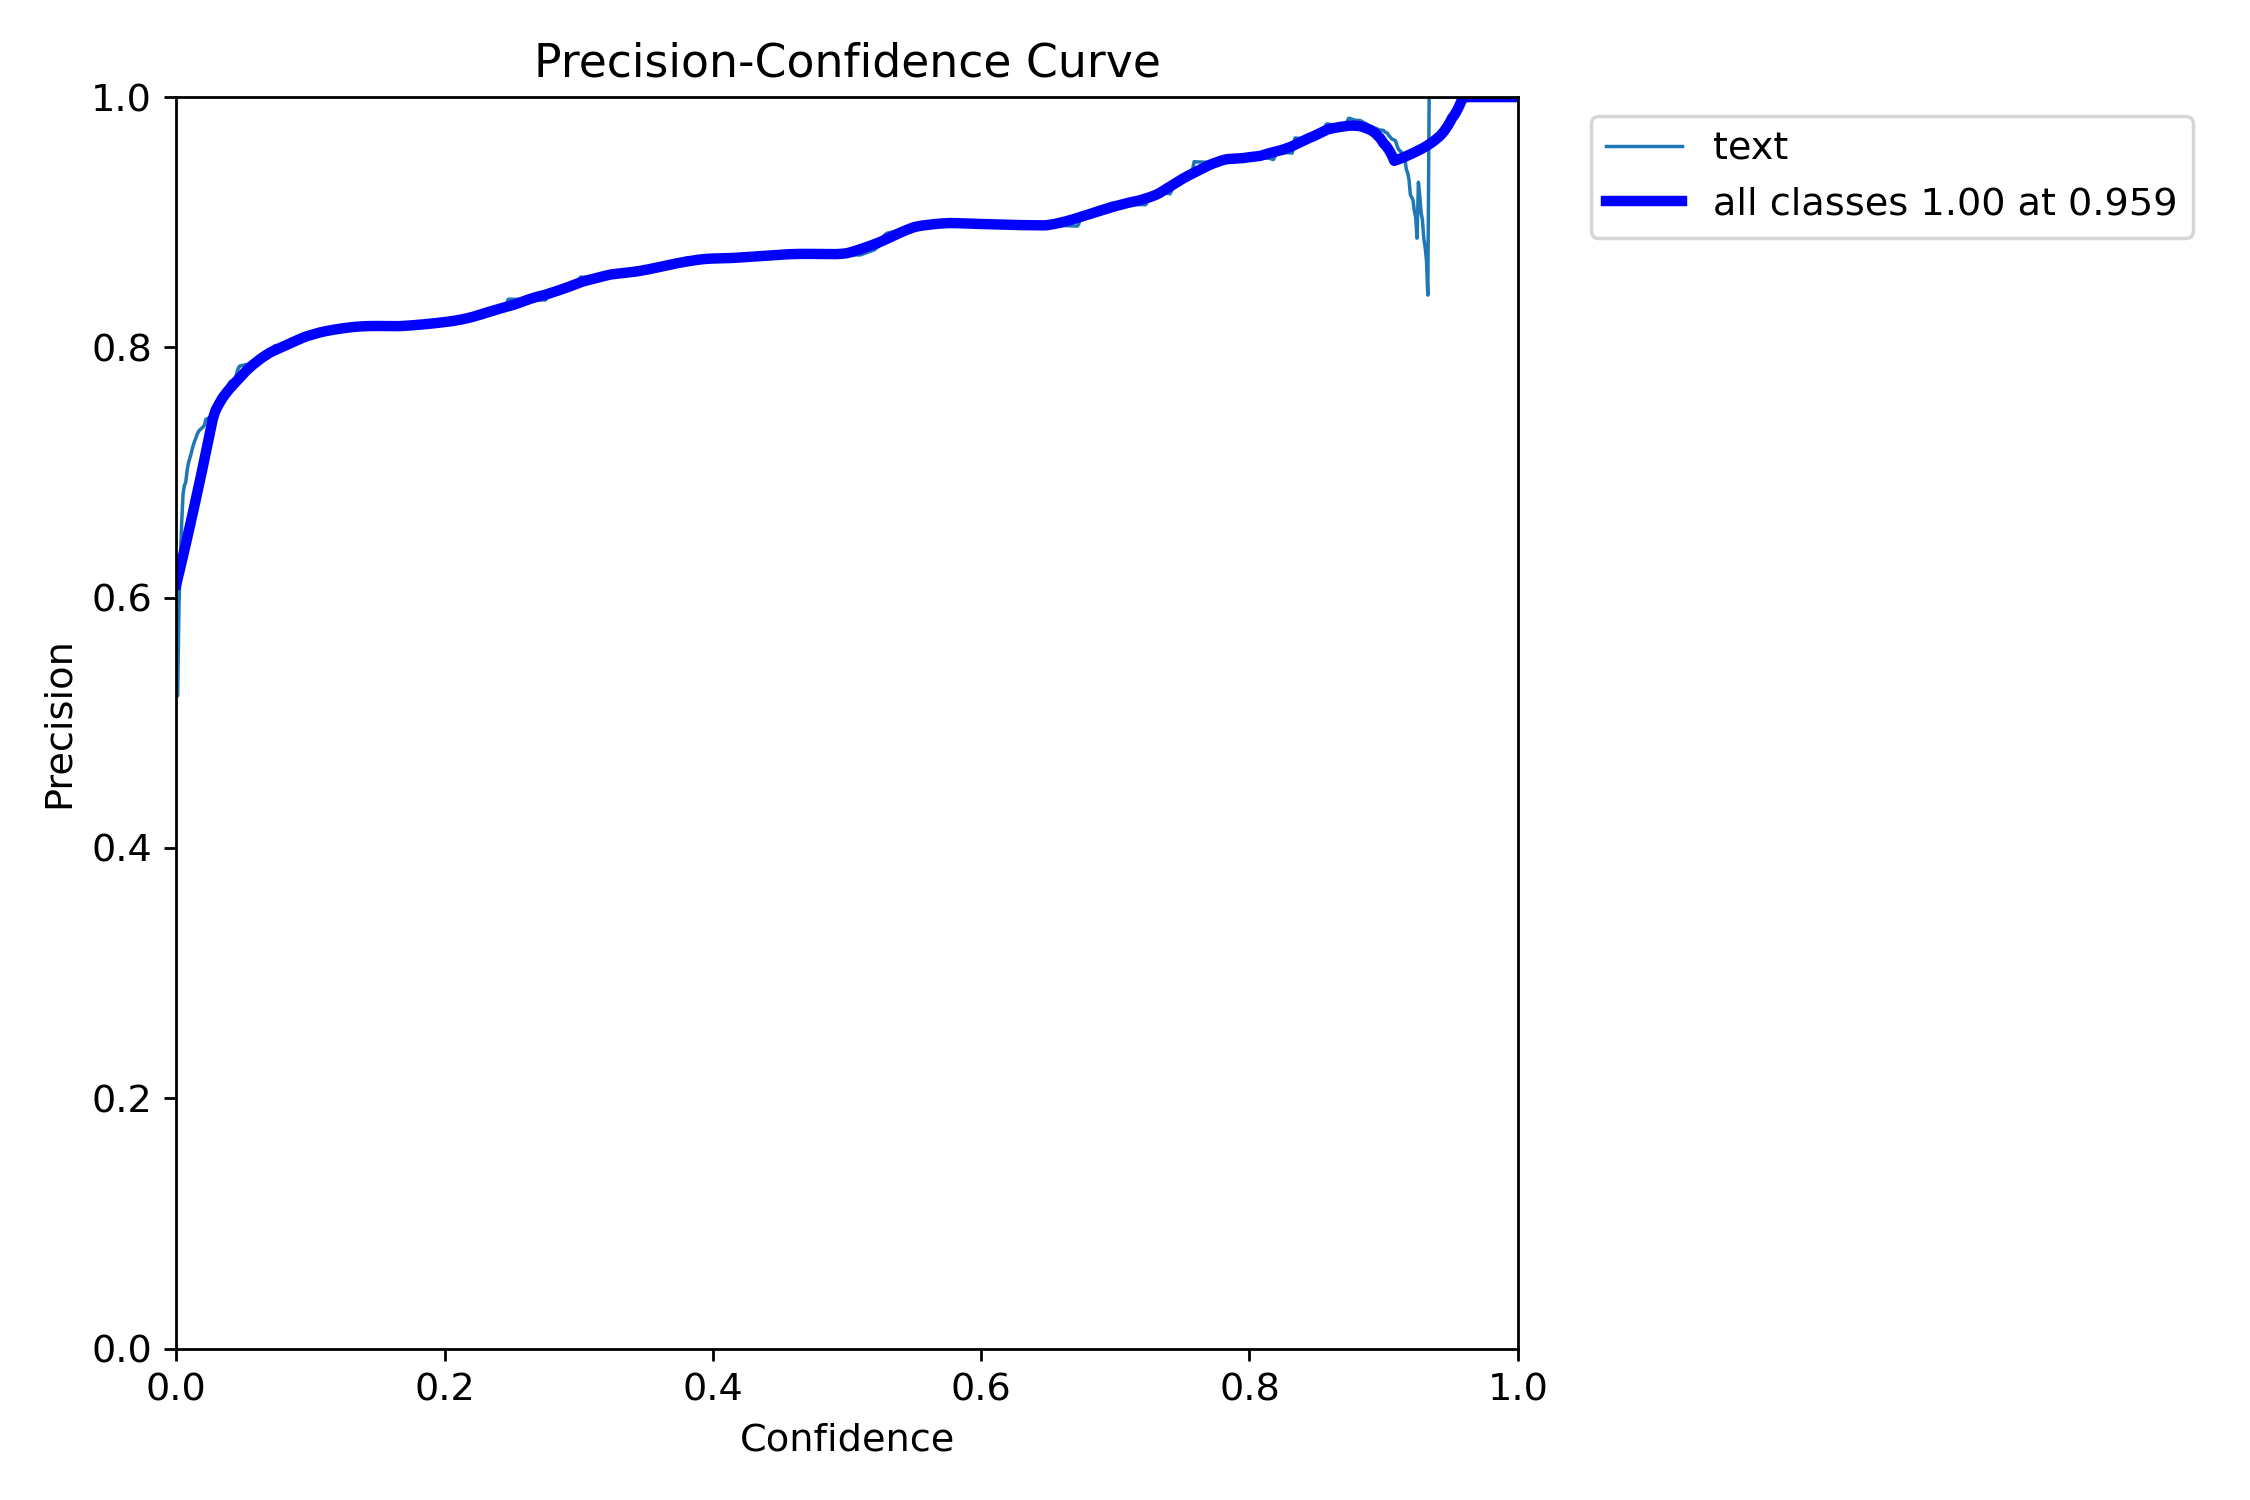 Precision-Confidence Curve
1.0
0.8
0.6
0.4
0.2
0.0
Precision
0.0 0.2 0.4 0.6 0.8 1.0
Confidence
text
all classes 1.00 at 0.959